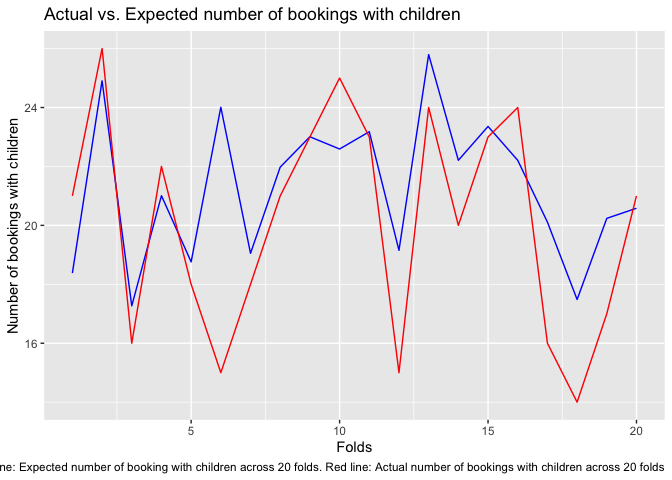 Actual vs. Expected number of bookings with children
Number of bookings with children
24
20
16
5
10
15
20
Folds
ne: Expected number of booking with children across 20 folds. Red line: Actual number of bookings with children across 20 folds